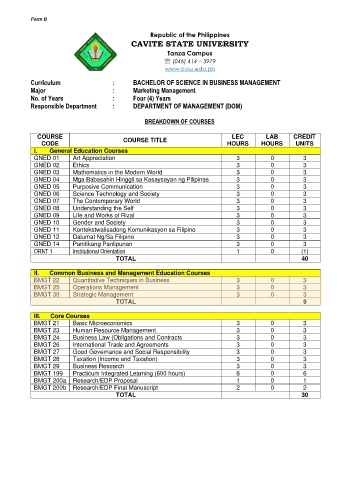 Form B
Republic of the Philippines
CAVITE STATE UNIVERSITY
Tanza Campus
☏ (046) 414 – 3979
www.cvsu.edu.ph
Curriculum : BACHELOR OF SCIENCE IN BUSINESS MANAGEMENT
Major : Marketing Management
No. of Years : Four (4) Years
Responsible Department : DEPARTMENT OF MANAGEMENT (DOM)
BREAKDOWN OF COURSES
COURSE CODE COURSE TITLE LEC HOURS LAB HOURS CREDIT UNITS
I. General Education Courses
GNED 01 Art Appreciation 3 0 3
GNED 02 Ethics 3 0 3
GNED 03 Mathematics in the Modern World 3 0 3
GNED 04 Mga Babasahin Hinggil sa Kasaysayan ng Pilipinas 3 0 3
GNED 05 Purposive Communication 3 0 3
GNED 06 Science Technology and Society 3 0 3
GNED 07 The Contemporary World 3 0 3
GNED 08 Understanding the Self 3 0 3
GNED 09 Life and Works of Rizal 3 0 3
GNED 10 Gender and Society 3 0 3
GNED 11 Kontekstwalisadong Komunikasyon sa Filipino 3 0 3
GNED 12 Dalumat Ng/Sa Filipino 3 0 3
GNED 14 Panitikang Panlipunan 3 0 3
ORNT 1 Institutional Orientation 1 0 (1)
TOTAL 40
II. Common Business and Management Education Courses
BMGT 22 Quantitative Techniques in Business 3 0 3
BMGT 25 Operations Management 3 0 3
BMGT 30 Strategic Management 3 0 3
TOTAL 9
III. Core Courses
BMGT 21 Basic Microeconomics 3 0 3
BMGT 23 Human Resource Management 3 0 3
BMGT 24 Business Law (Obligations and Contracts 3 0 3
BMGT 26 International Trade and Agreements 3 0 3
BMGT 27 Good Governance and Social Responsibility 3 0 3
BMGT 28 Taxation (Income and Taxation) 3 0 3
BMGT 29 Business Research 3 0 3
BMGT 199 Practicum Integrated Learning (600 hours) 6 0 6
BMGT 200a Research/EDP Proposal 1 0 1
BMGT 200b Research/EDP Final Manuscript 2 0 2
TOTAL 30